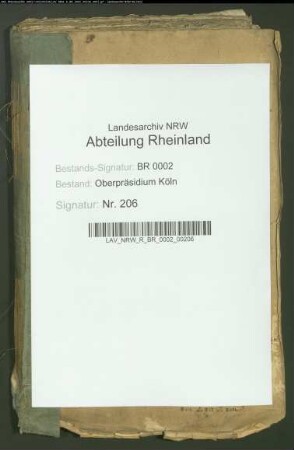 Landesarchiv NRW
Abteilung Rheinland
Bestands-Signatur: BR 0002
Bestand: Oberpräsidium Köln
Signatur: Nr. 206
LAV_NRW_R_BR_0002_00206